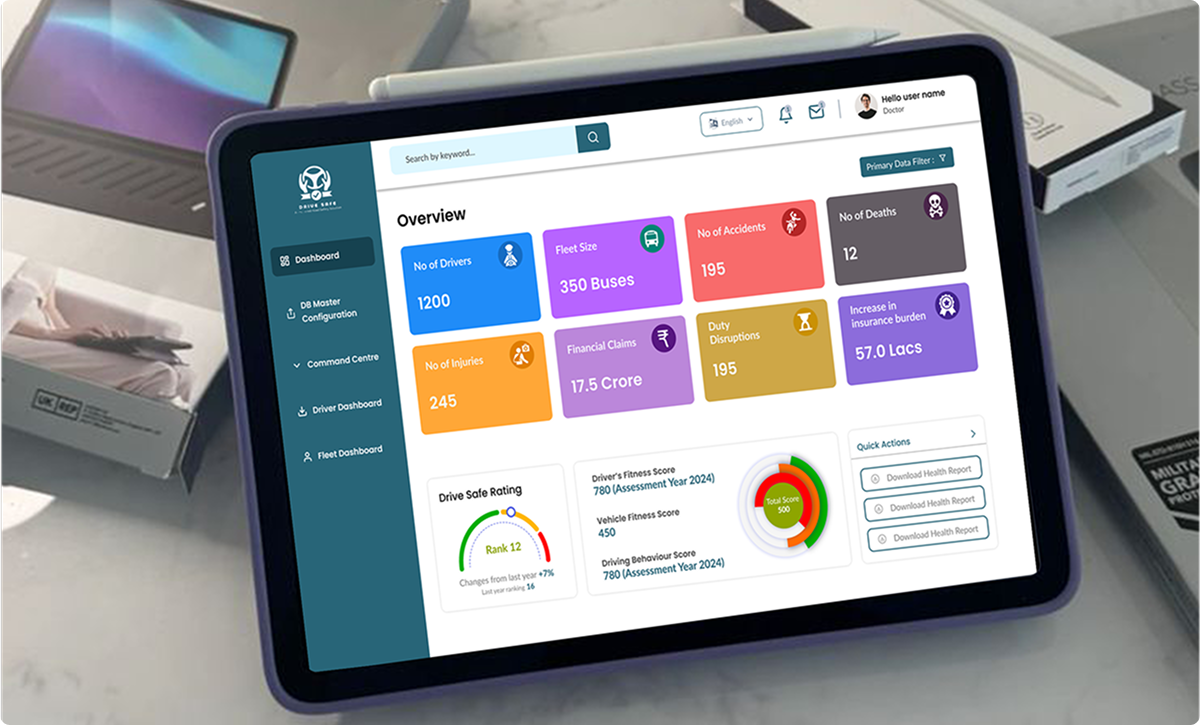 Search by keyword...
English
Hello user name
Doctor
DRIVE SAFE
Primary Data Filter :
Overview
Dashboard
DB Master
Configuration
Command Centre
Driver Dashboard
Fleet Dashboard
No of Drivers
1200
Fleet Size
350 Buses
No of Accidents
195
No of Deaths
12
No of Injuries
245
Financial Claims
₹
17.5 Crore
Duty
Disruptions
195
Increase in
insurance burden
57.0 Lacs
Drive Safe Rating
Rank 12
Changes from last year +7%
Last year ranking 16
Driver's Fitness Score
780 (Assessment Year 2024)
Vehicle Fitness Score
450
Driving Behaviour Score
780 (Assessment Year 2024)
Total Score
500
Quick Actions
Download Health Report
Download Health Report
Download Health Report
UK REP
MILITAR
GRA
PRO